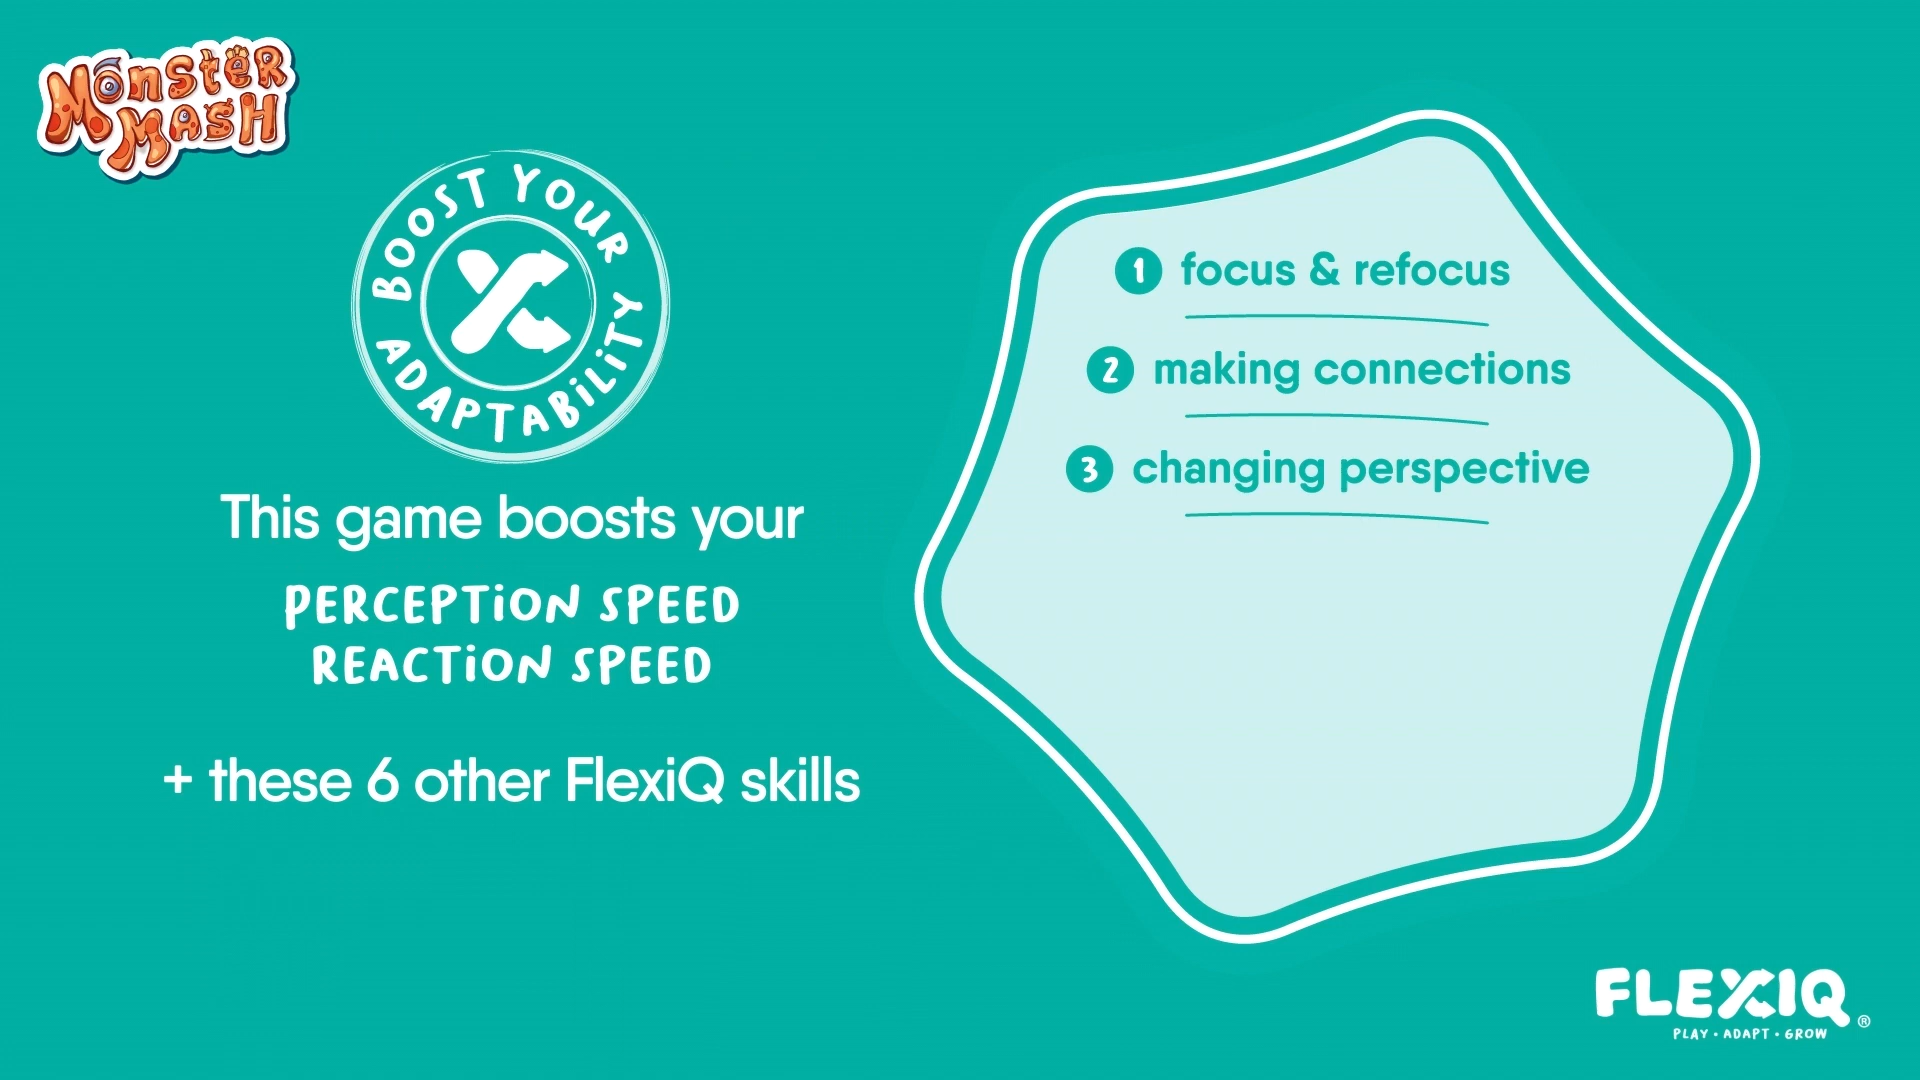 MonsteR
MASH
BOOST YOUR
ADAPTABiLiTY
This game boosts your
PERCEPTiON SPEED
REACTiON SPEED
+ these 6 other FlexiQ skills
1 focus & refocus
2 making connections
3 changing perspective
FLEXIQ®
PLAY • ADAPT • GROW